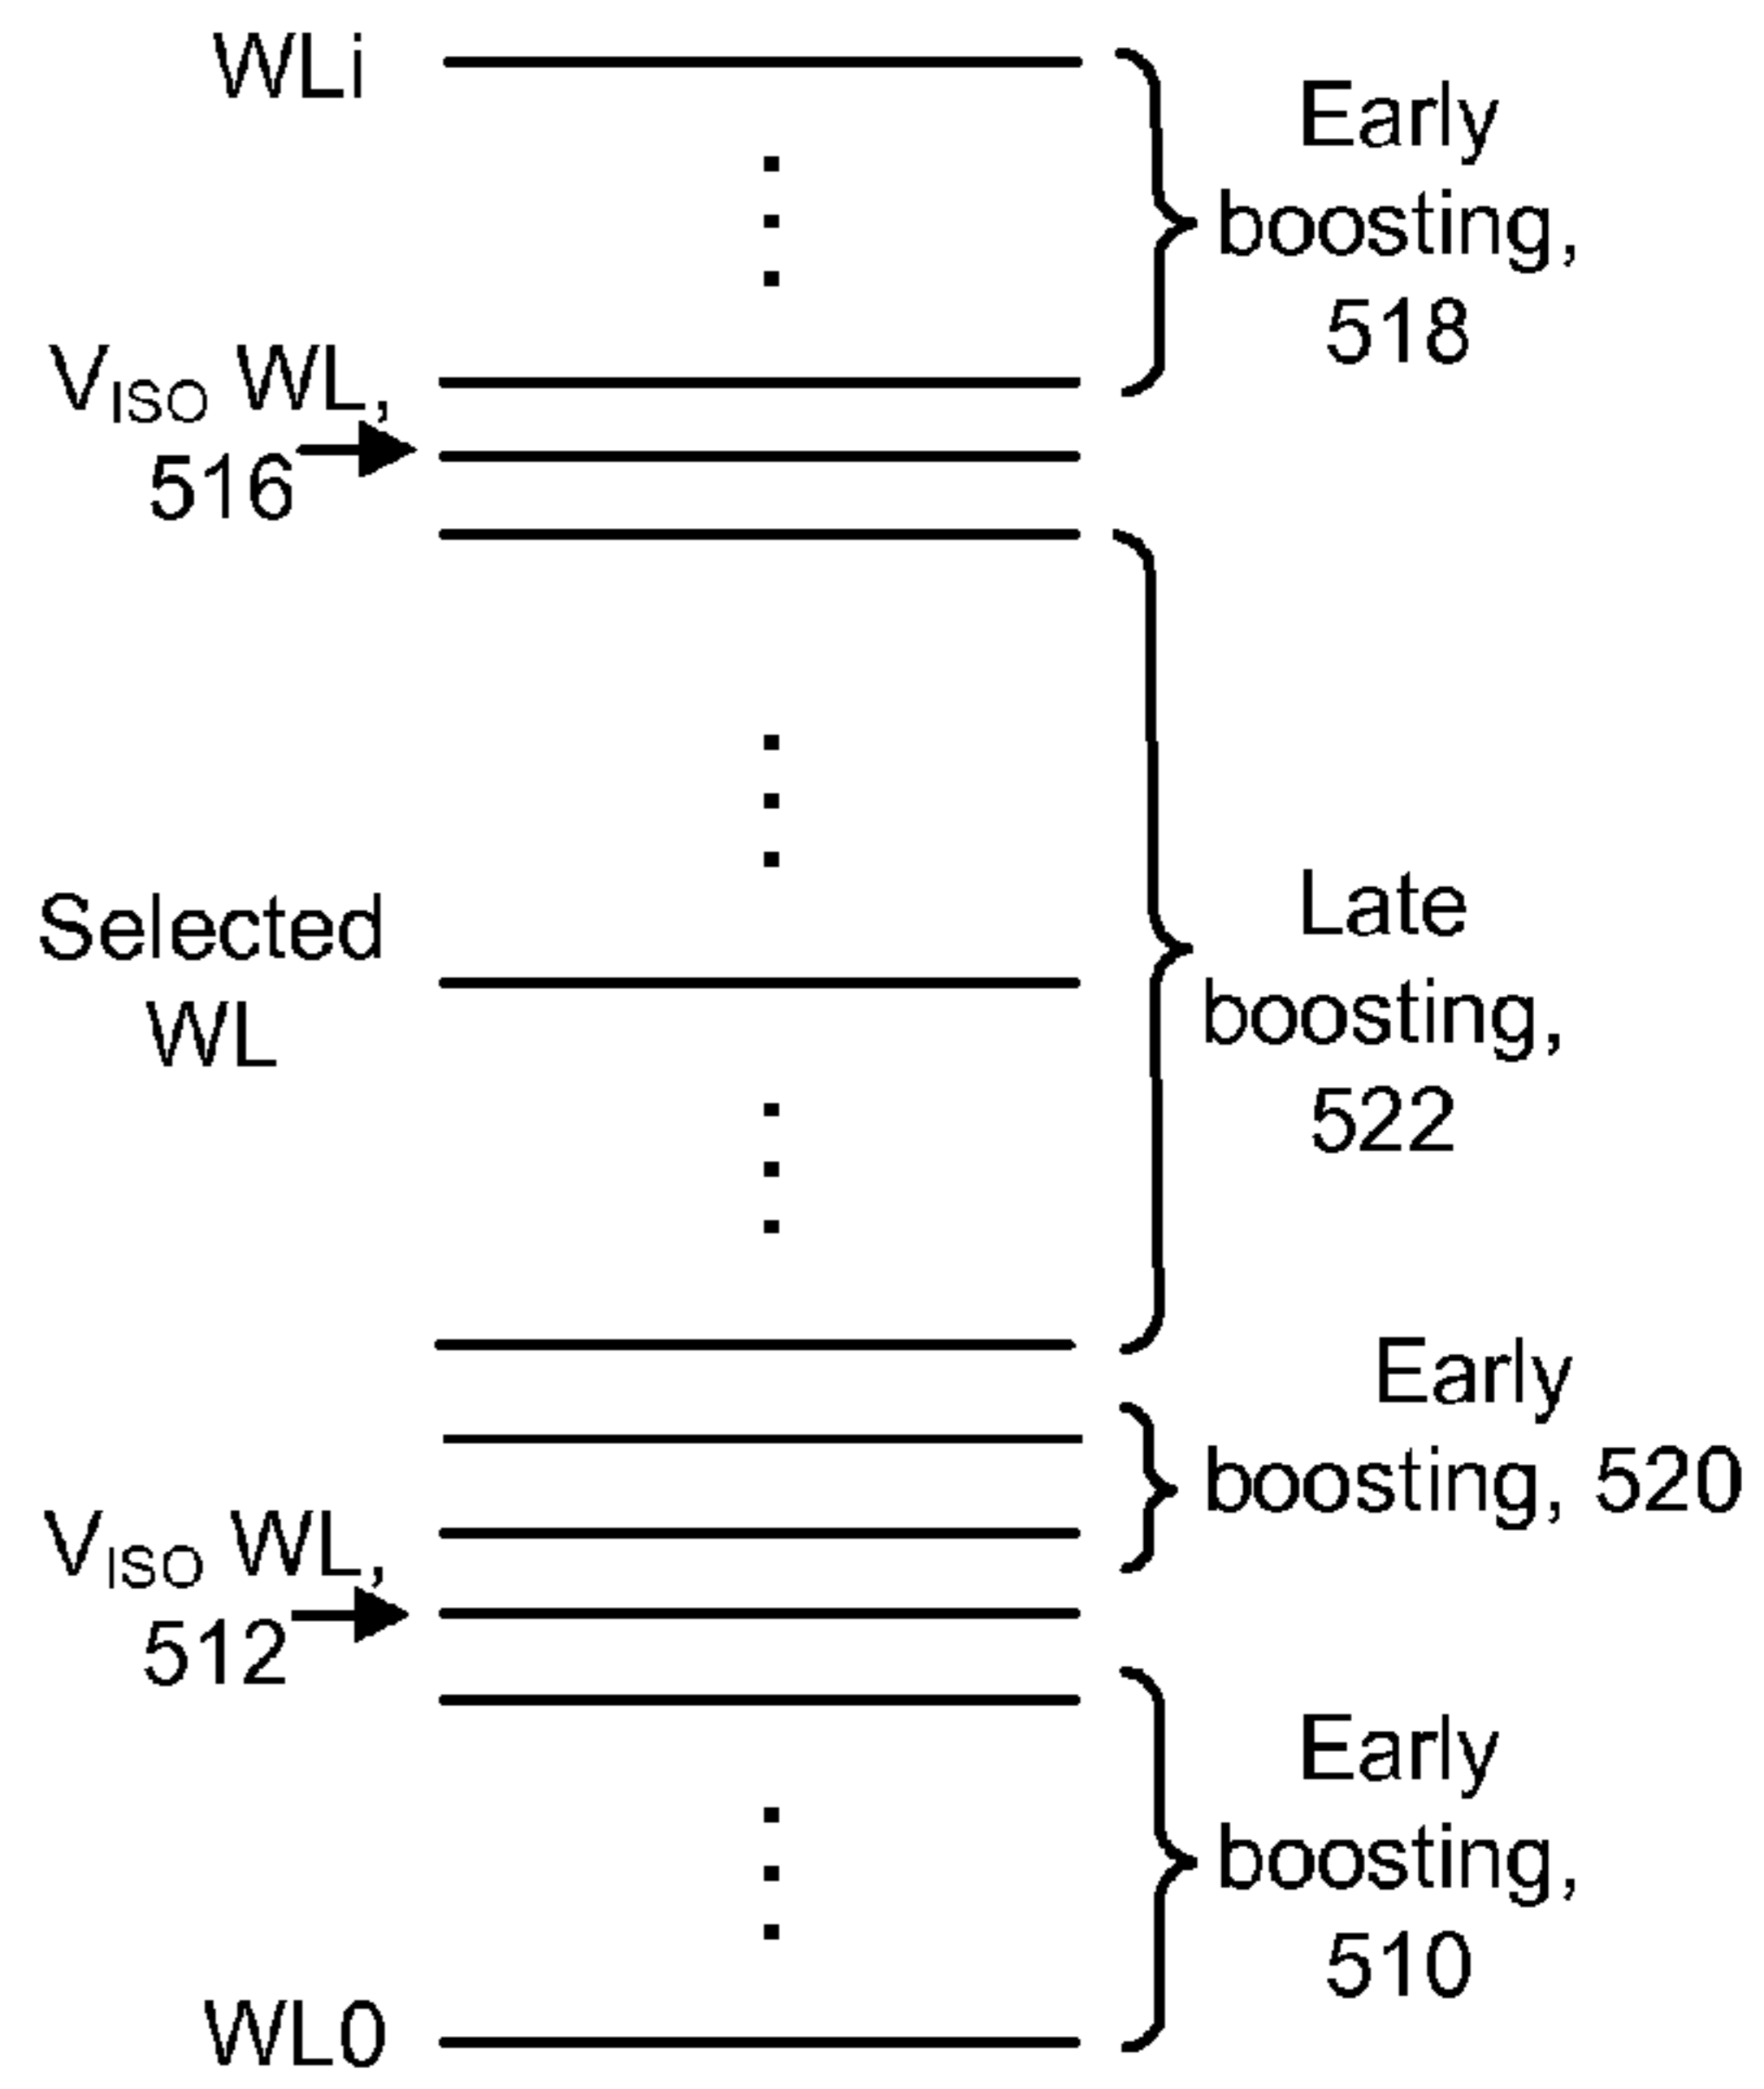 WLi
Early
boosting,
518
VISO WL,
516
Selected
WL
Late
boosting,
522
Early
boosting, 520
VISO WL,
512
Early
boosting,
510
WL0